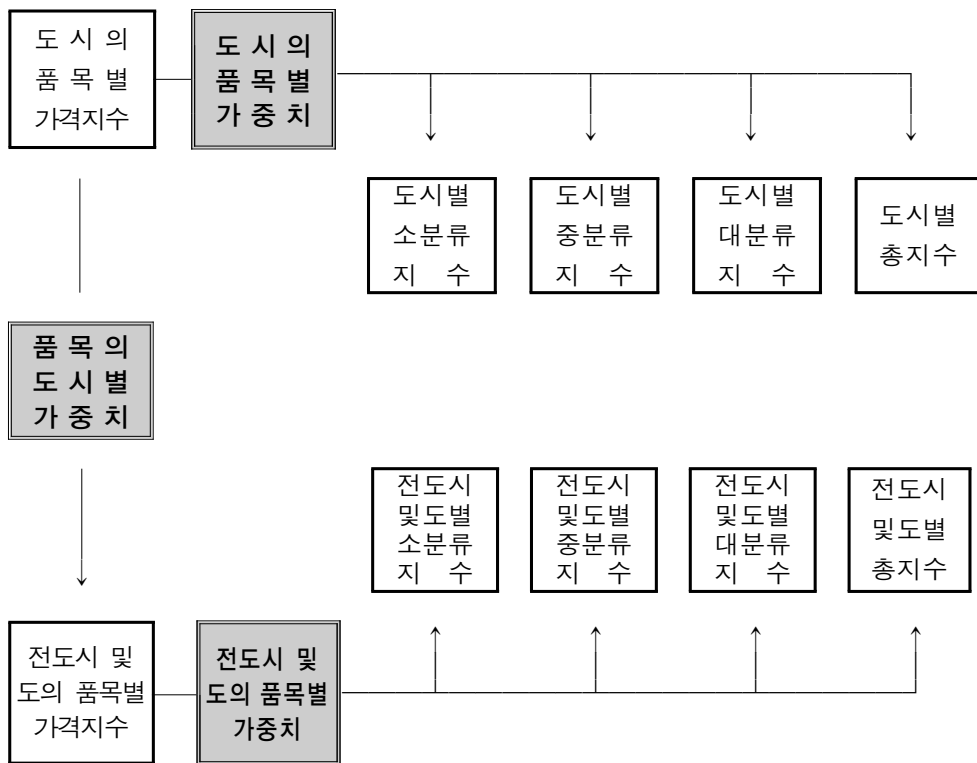 도 시 의
품 목 별
가격지수
도 시 의
품 목 별
가 중 치
도시별
소분류
지 수
도시별
중분류
지 수
도시별
대분류
지 수
도시별
총지수
품 목 의
도 시 별
가 중 치
전도시
및도별
소분류
지 수
전도시
및도별
중분류
지 수
전도시
및도별
대분류
지 수
전도시
및도별
총지수
전도시 및
도의 품목별
가격지수
전도시 및
도의 품목별
가중치